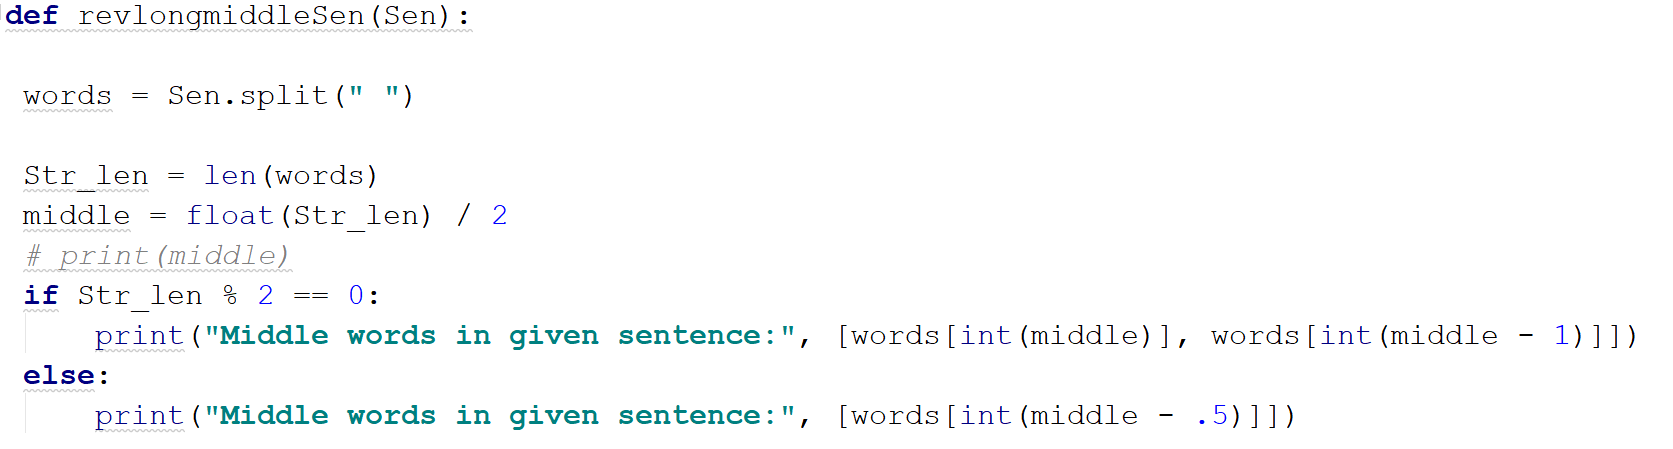 def revlongmiddleSen(Sen):
words = Sen.split(" ")
Str_len = len(words)
middle = float(Str_len) / 2
# print(middle)
if Str_len % 2 == 0:
print("Middle words in given sentence:", [words[int(middle)], words[int(middle - 1)]])
else:
print("Middle words in given sentence:", [words[int(middle - .5)]])